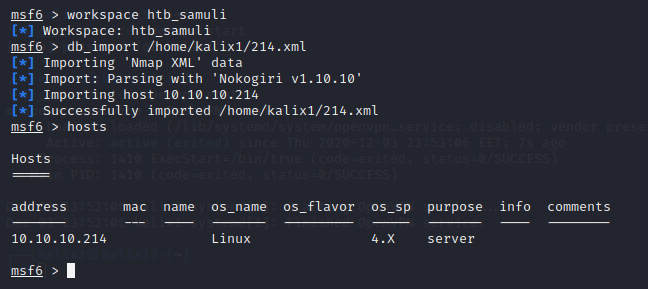 msf6 > workspace htb_samuli
[*] Workspace: htb_samuli
msf6 > db_import /home/kalix1/214.xml
[*] Importing 'Nmap XML' data
[*] Import: Parsing with 'Nokogiri v1.10.10'
[*] Importing host 10.10.10.214
[*] Successfully imported /home/kalix1/214.xml
msf6 > hosts
Hosts
=====
address mac name os_name os_flavor os_sp purpose info comments
------- --- ---- ------- --------- ----- ------- ---- --------
10.10.10.214 Linux 4.X server
msf6 >